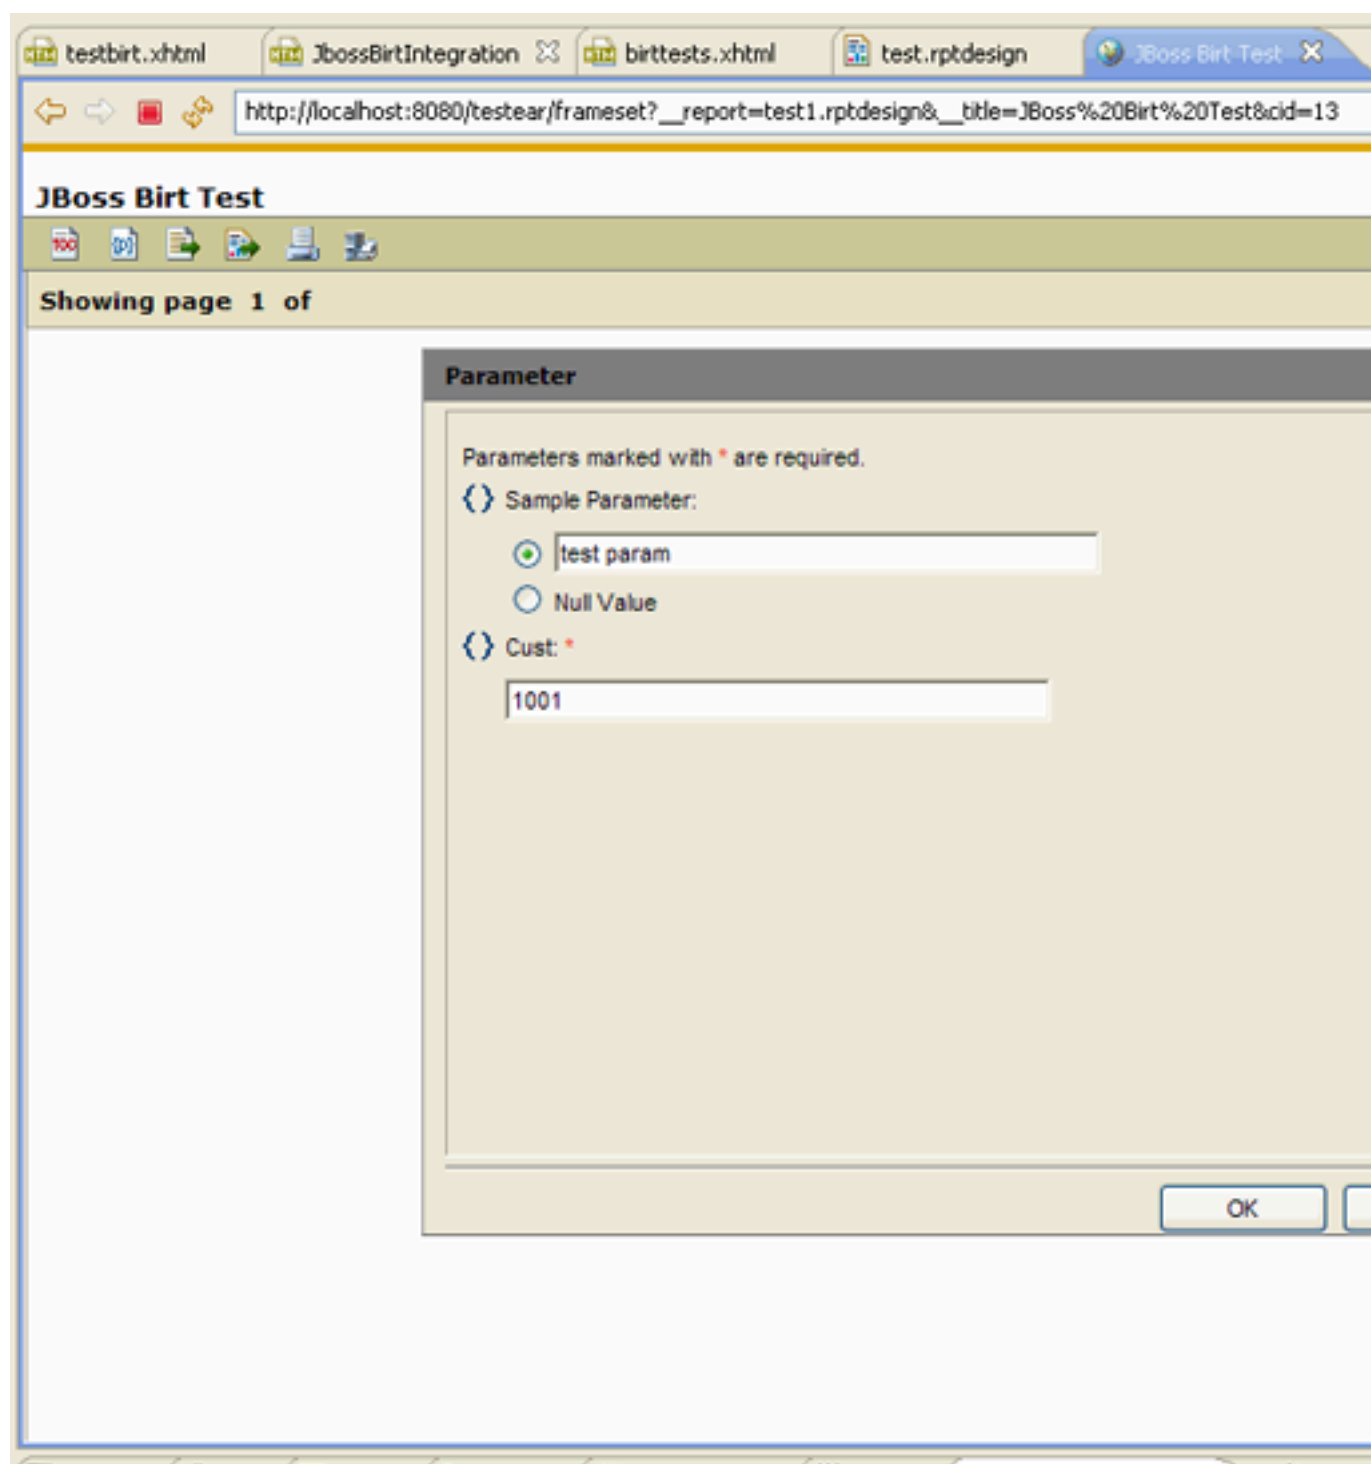 testbirt.xhtml JbossBirtIntegration birttests.xhtml test.rptdesign JBoss Birt Test
http://localhost:8080/testear/frameset?__report=test1.rptdesign&__title=JBoss%20Birt%20Test&cid=13
JBoss Birt Test
Showing page 1 of
Parameter
Parameters marked with * are required.
{} Sample Parameter:
test param
Null Value
{} Cust: *
1001
OK